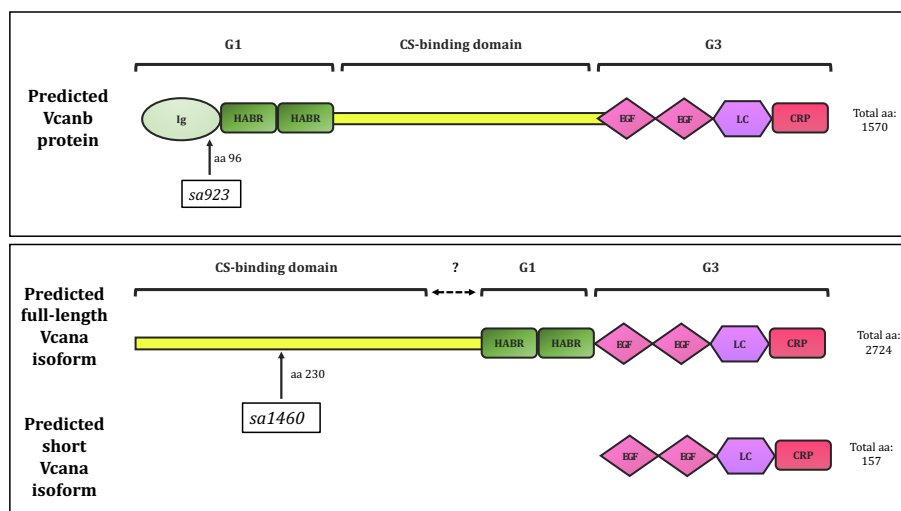 G1 CS-binding domain G3
Predicted
Vcanb
protein
Ig HABR HABR EGF EGF LC CRP
Total aa:
1570
aa 96
sa923
CS-binding domain ? G1 G3
Predicted
full-length
Vcana
isoform
HABR HABR EGF EGF LC CRP
Total aa:
2724
aa 230
sa1460
Predicted
short
Vcana
isoform
EGF EGF LC CRP
Total aa:
157